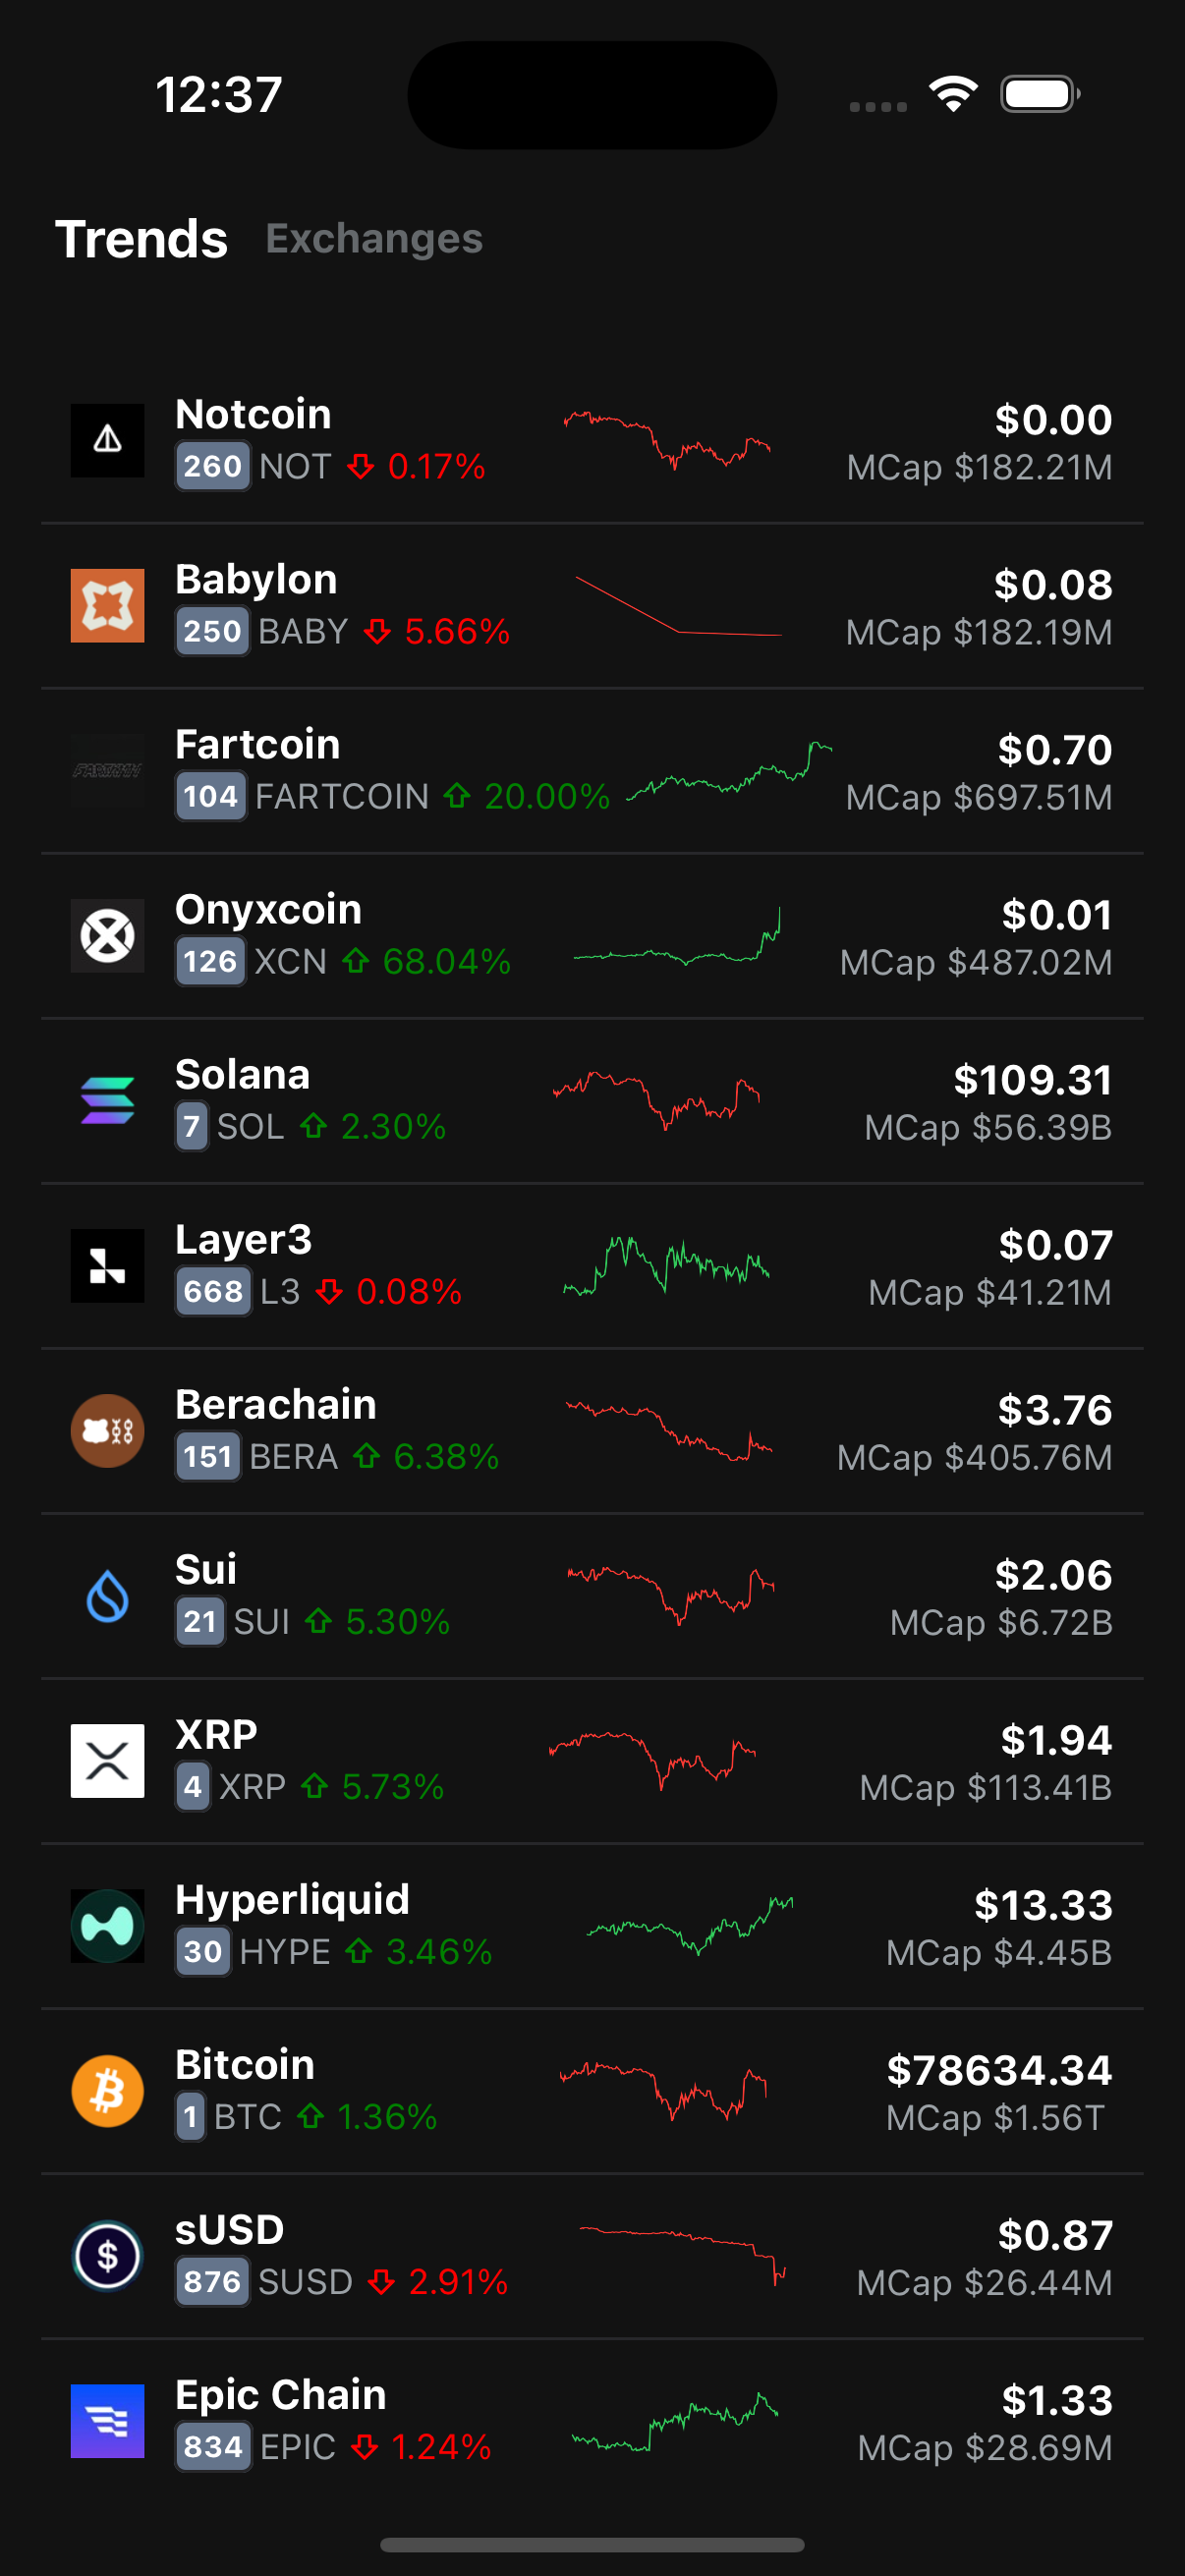 12:37
Trends Exchanges
Notcoin
$0.00
260 NOT 0.17%
MCap $182.21M
Babylon
$0.08
250 BABY 5.66%
MCap $182.19M
Fartcoin
$0.70
104 FARTCOIN 20.00%
MCap $697.51M
Onyxcoin
$0.01
126 XCN 68.04%
MCap $487.02M
Solana
$109.31
7 SOL 2.30%
MCap $56.39B
Layer3
$0.07
668 L3 0.08%
MCap $41.21M
Berachain
$3.76
151 BERA 6.38%
MCap $405.76M
Sui
$2.06
21 SUI 5.30%
MCap $6.72B
XRP
$1.94
4 XRP 5.73%
MCap $113.41B
Hyperliquid
$13.33
30 HYPE 3.46%
MCap $4.45B
Bitcoin
$78634.34
1 BTC 1.36%
MCap $1.56T
sUSD
$0.87
876 SUSD 2.91%
MCap $26.44M
Epic Chain
$1.33
834 EPIC 1.24%
MCap $28.69M